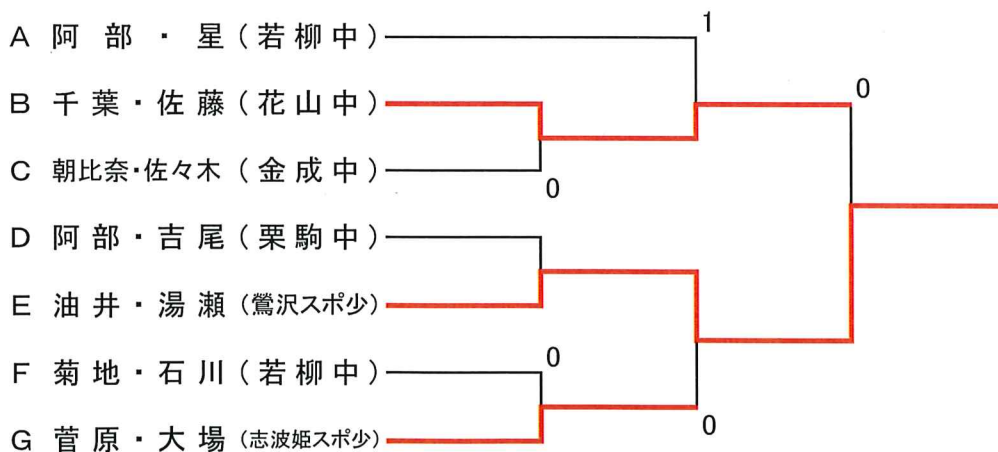 A 阿部・星(若柳中)
1
B 千葉・佐藤(花山中)
0
C 朝比奈・佐々木(金成中)
0
D 阿部・吉尾(栗駒中)
E 油井・湯瀬(鶯沢スポ少)
F 菊地・石川(若柳中)
0
G 菅原・大場(志波姫スポ少)
0